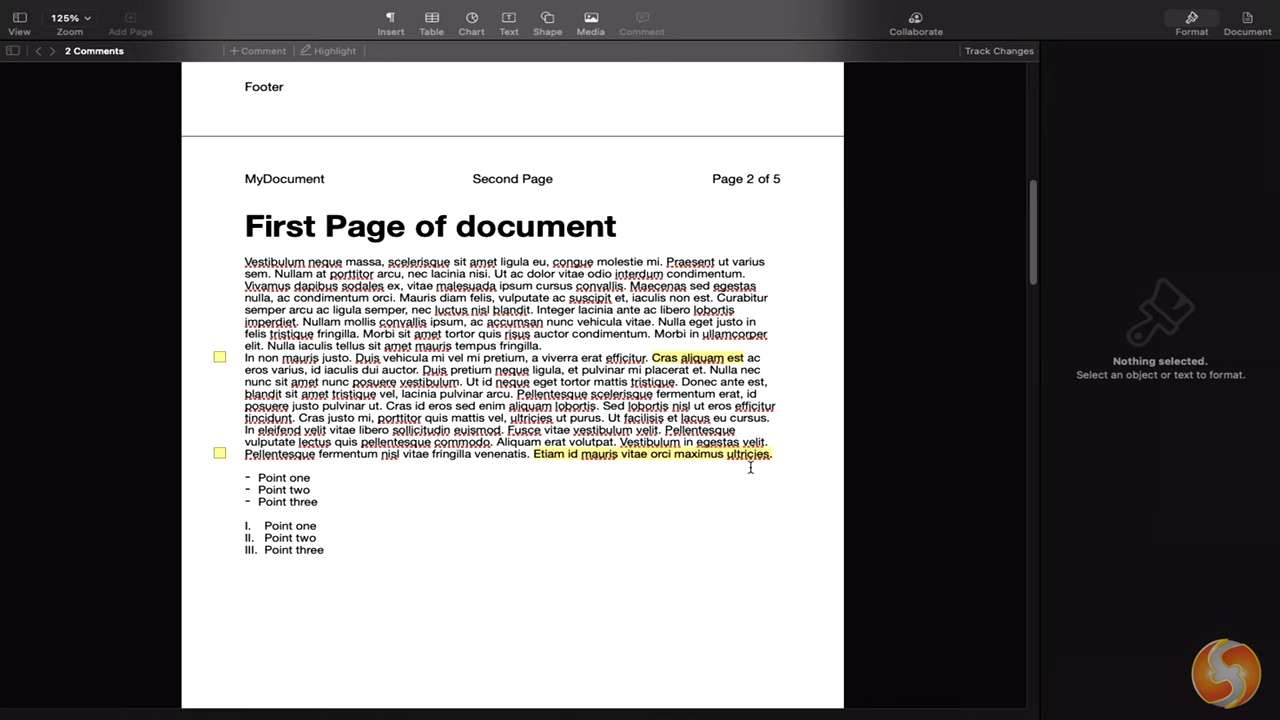 125%
View
Zoom
Add Page
Insert
Table
Chart
Text
Shape
Media
Comment
Collaborate
Format
Document
2 Comments
+ Comment
Highlight
Track Changes
Footer
MyDocument Second Page Page 2 of 5
First Page of document
Vestibulum neque massa, scelerisque sit amet ligula eu, congue molestie mi. Praesent ut varius
sem. Nullam at porttitor arcu, nec lacinia nisi. Ut ac dolor vitae odio interdum condimentum.
Vivamus dapibus sodales ex, vitae malesuada ipsum cursus convallis. Maecenas sed egestas
nulla, ac condimentum orci. Mauris diam felis, vulputate ac suscipit et, iaculis non est. Curabitur
semper arcu ac ligula semper, nec luctus nisl blandit. Integer lacinia ante ac libero lobortis
imperdiet. Nullam mollis convallis ipsum, ac accumsan nunc vehicula vitae. Nulla eget justo in
felis tristique fringilla. Morbi sit amet tortor quis risus auctor condimentum. Morbi in ullamcorper
elit. Nulla iaculis tellus sit amet mauris tempus fringilla.
In non mauris justo. Duis vehicula mi vel mi pretium, a viverra erat efficitur. Cras aliquam est ac
eros varius, id iaculis dui auctor. Duis pretium neque ligula, et pulvinar mi placerat et. Nulla nec
nunc sit amet nunc posuere vestibulum. Ut id neque eget tortor mattis tristique. Donec ante est,
blandit sit amet tristique vel, lacinia pulvinar arcu. Pellentesque scelerisque fermentum erat, id
posuere justo pulvinar ut. Cras id eros sed enim aliquam lobortis. Sed lobortis nisl ut eros efficitur
tincidunt. Cras justo mi, porttitor quis mattis vel, ultricies ut purus. Ut facilisis et lacus eu cursus.
In eleifend velit vitae libero sollicitudin euismod. Fusce vitae vestibulum velit. Pellentesque
vulputate lectus quis pellentesque commodo. Aliquam erat volutpat. Vestibulum in egestas velit.
Pellentesque fermentum nisl vitae fringilla venenatis. Etiam id mauris vitae orci maximus ultricies.
- Point one
- Point two
- Point three
I. Point one
II. Point two
III. Point three
Nothing selected.
Select an object or text to format.